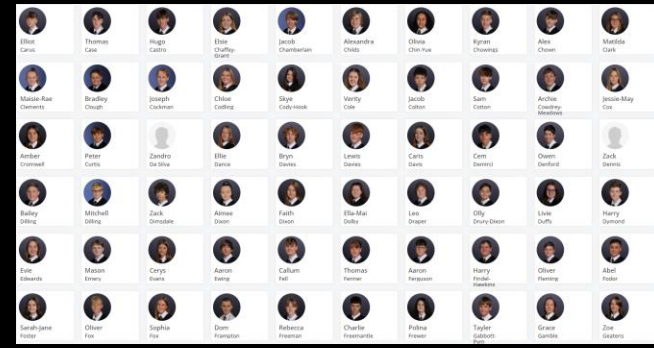 Elliot Thomas Hugo Elsie Jacob Alexandra Olivia Kyran Alex Matilda
Carus Case Castro Chaffey- Chamberlain Childs Chin-Yue Chowings Chown Clark
Grant
Maisie-Rae Bradley Joseph Chloe Skye Verity Jacob Sam Archie Jessie-May
Clements Clough Cockman Codling Cody-Hook Cole Colton Cotton Cowdrey- Cox
Meadows
Amber Peter Zandro Ellie Bryn Lewis Caris Cem Owen Zack
Cromwell Curtis Da Silva Dance Davies Davies Davis Demirci Denford Dennis
Bailey Mitchell Zack Aimee Faith Ella-Mai Leo Olly Livie Harry
Dilling Dilling Dimsdale Dixon Dixon Dolby Draper Drury-Dixon Duffs Dymond
Evie Mason Cerys Aaron Callum Thomas Aaron Harry Oliver Abel
Edwards Emery Evans Ewing Fell Fenner Ferguson Fleming Fodor
Hawkins
Sarah-Jane Oliver Sophia Dom Rebecca Charlie Polina Tayler Grace Zoe
Foster Fox Fox Frampton Freeman Freemantle Frewer Gabbott- Gamble Geatero